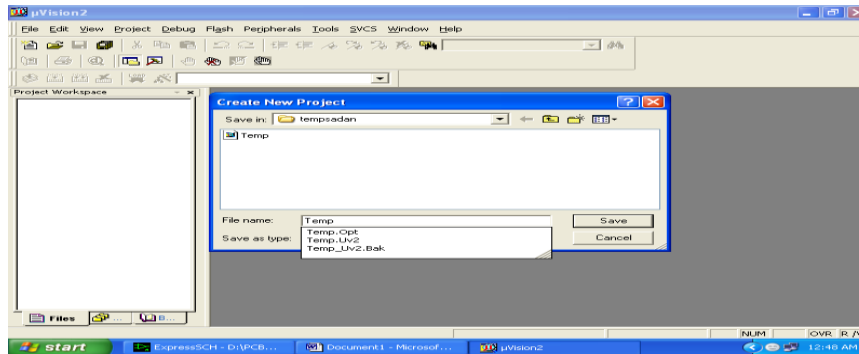 µVision2
File Edit View Project Debug Flash Peripherals Tools SVCS Window Help
Project Workspace
Create New Project
Save in: tempsadan
Temp
File name: Temp Save
Temp.Opt
Save as type: Cancel
Temp.Uv2
Temp_Uv2.Bak
Files ... B...
NUM OVR R /
start ExpressSCH - D:\PCB... Document1 - Microsof... µVision2 12:46 AM